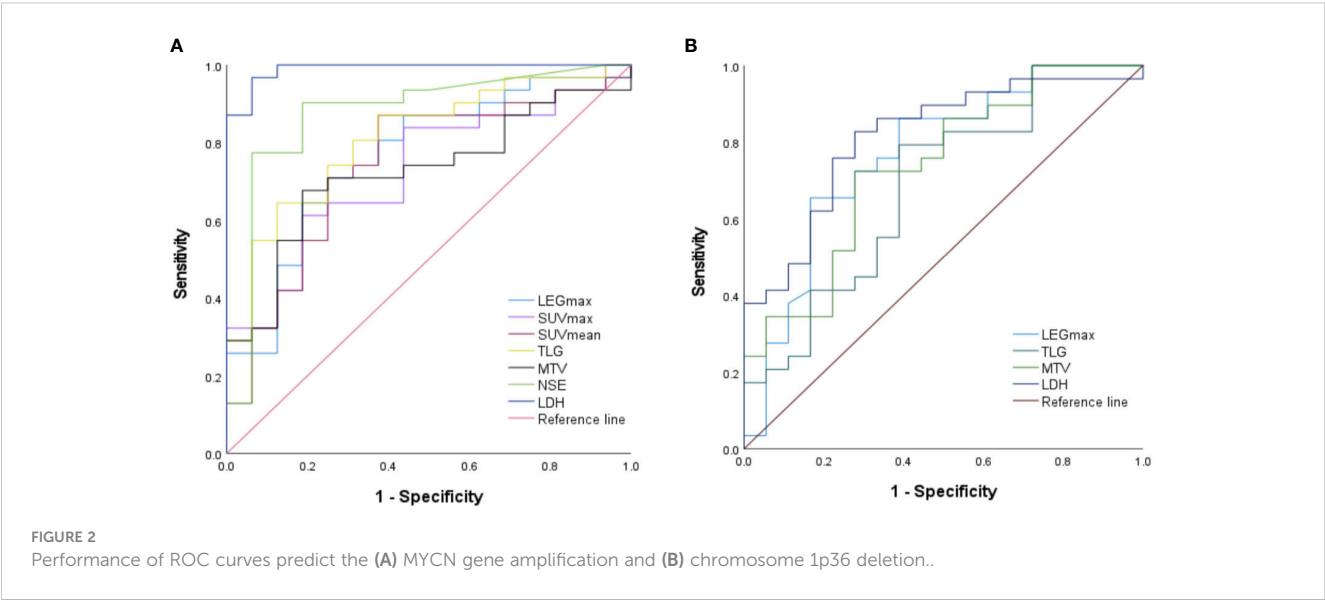 A
1.0
0.8
0.6
0.4
0.2
0.0
Sensitivity
0.0 0.2 0.4 0.6 0.8 1.0
1 - Specificity
LEGmax
SUVmax
SUVmean
TLG
MTV
NSE
LDH
Reference line
B
1.0
0.8
0.6
0.4
0.2
0.0
Sensitivity
0.0 0.2 0.4 0.6 0.8 1.0
1 - Specificity
LEGmax
TLG
MTV
LDH
Reference line
FIGURE 2
Performance of ROC curves predict the (A) MYCN gene amplification and (B) chromosome 1p36 deletion..